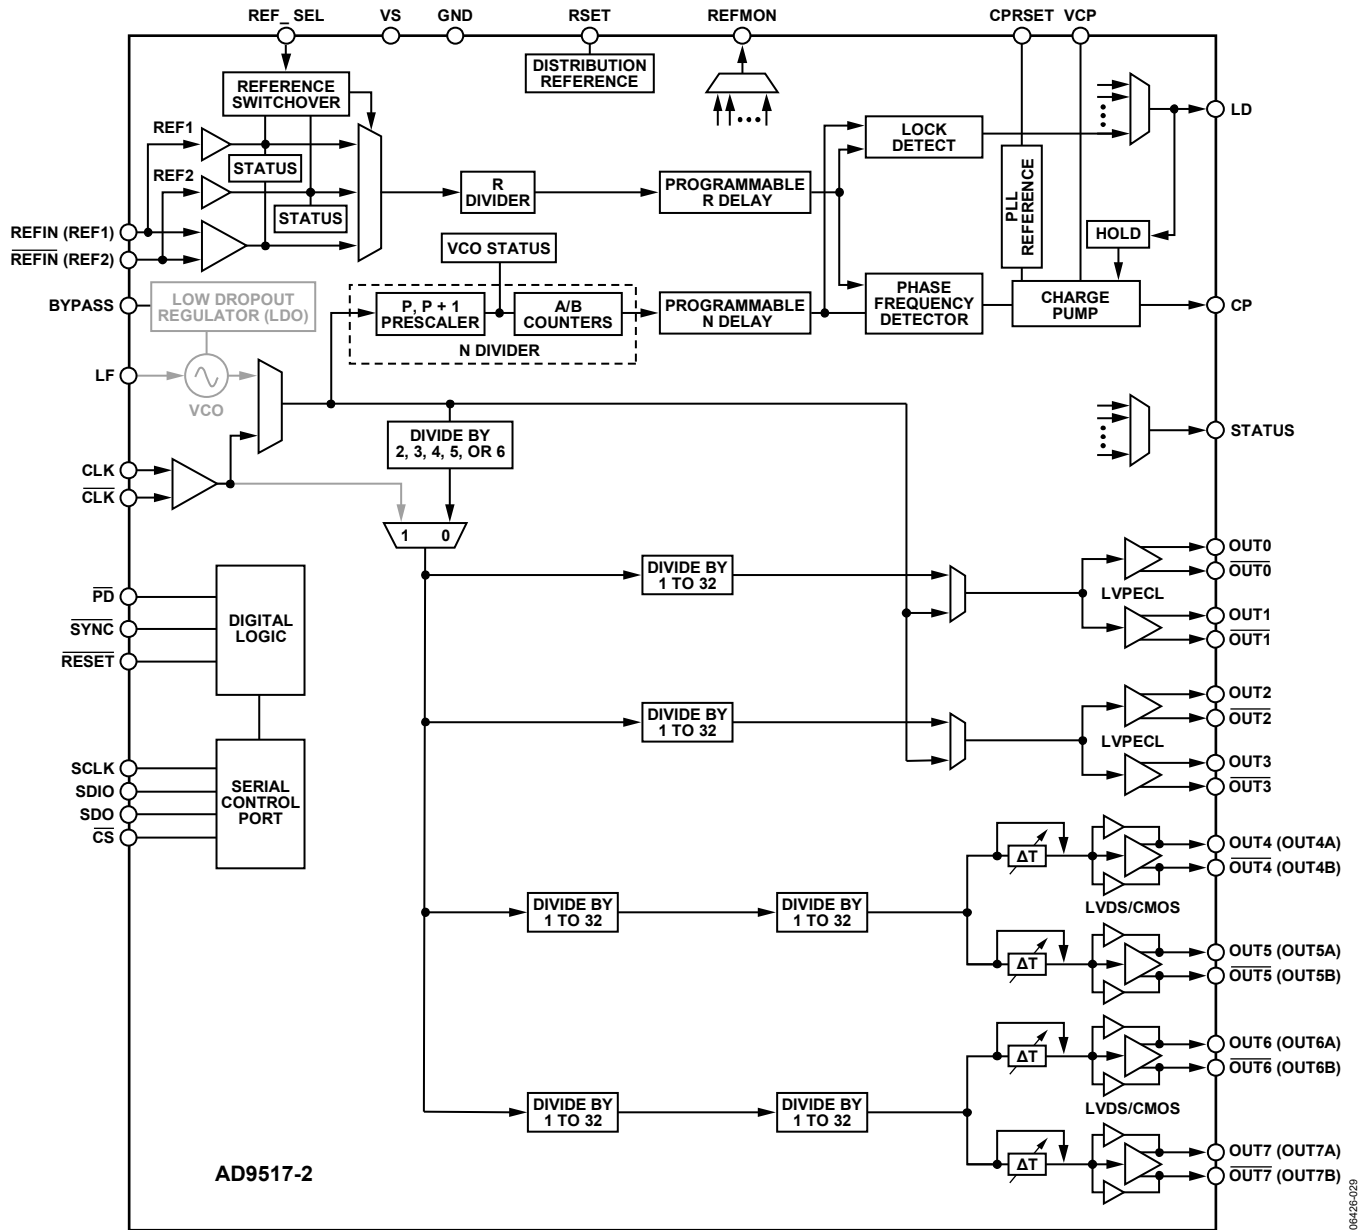 REF_ SEL
VS
GND
RSET
REFMON
CPRSET
VCP
DISTRIBUTION
REFERENCE
REFERENCE
SWITCHOVER
LD
REF1
LOCK
DETECT
STATUS
REF2
R
DIVIDER
PROGRAMMABLE
R DELAY
PLL
REFERENCE
STATUS
REFIN (REF1)
HOLD
VCO STATUS
REFIN (REF2)
BYPASS
LOW DROPOUT
REGULATOR (LDO)
P, P + 1
PRESCALER
A/B
COUNTERS
PROGRAMMABLE
N DELAY
PHASE
FREQUENCY
DETECTOR
CHARGE
PUMP
CP
N DIVIDER
LF
VCO
DIVIDE BY
2, 3, 4, 5, OR 6
STATUS
CLK
CLK
1
0
OUT0
OUT0
DIVIDE BY
1 TO 32
LVPECL
OUT1
OUT1
PD
DIGITAL
LOGIC
SYNC
RESET
OUT2
OUT2
DIVIDE BY
1 TO 32
LVPECL
OUT3
OUT3
SCLK
SDIO
SERIAL
CONTROL
PORT
SDO
CS
ΔT
OUT4 (OUT4A)
OUT4 (OUT4B)
DIVIDE BY
1 TO 32
DIVIDE BY
1 TO 32
LVDS/CMOS
ΔT
OUT5 (OUT5A)
OUT5 (OUT5B)
ΔT
OUT6 (OUT6A)
OUT6 (OUT6B)
DIVIDE BY
1 TO 32
DIVIDE BY
1 TO 32
LVDS/CMOS
ΔT
OUT7 (OUT7A)
OUT7 (OUT7B)
AD9517-2
06426-029